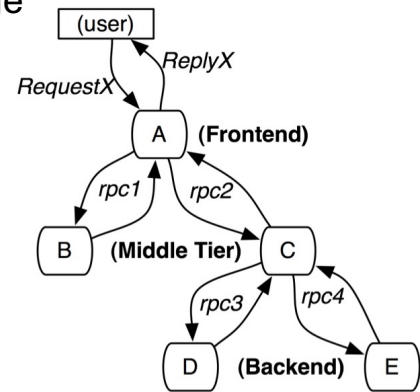 (user)
ReplyX
RequestX
A (Frontend)
rpc1 rpc2
B (Middle Tier) C
rpc3 rpc4
D (Backend) E